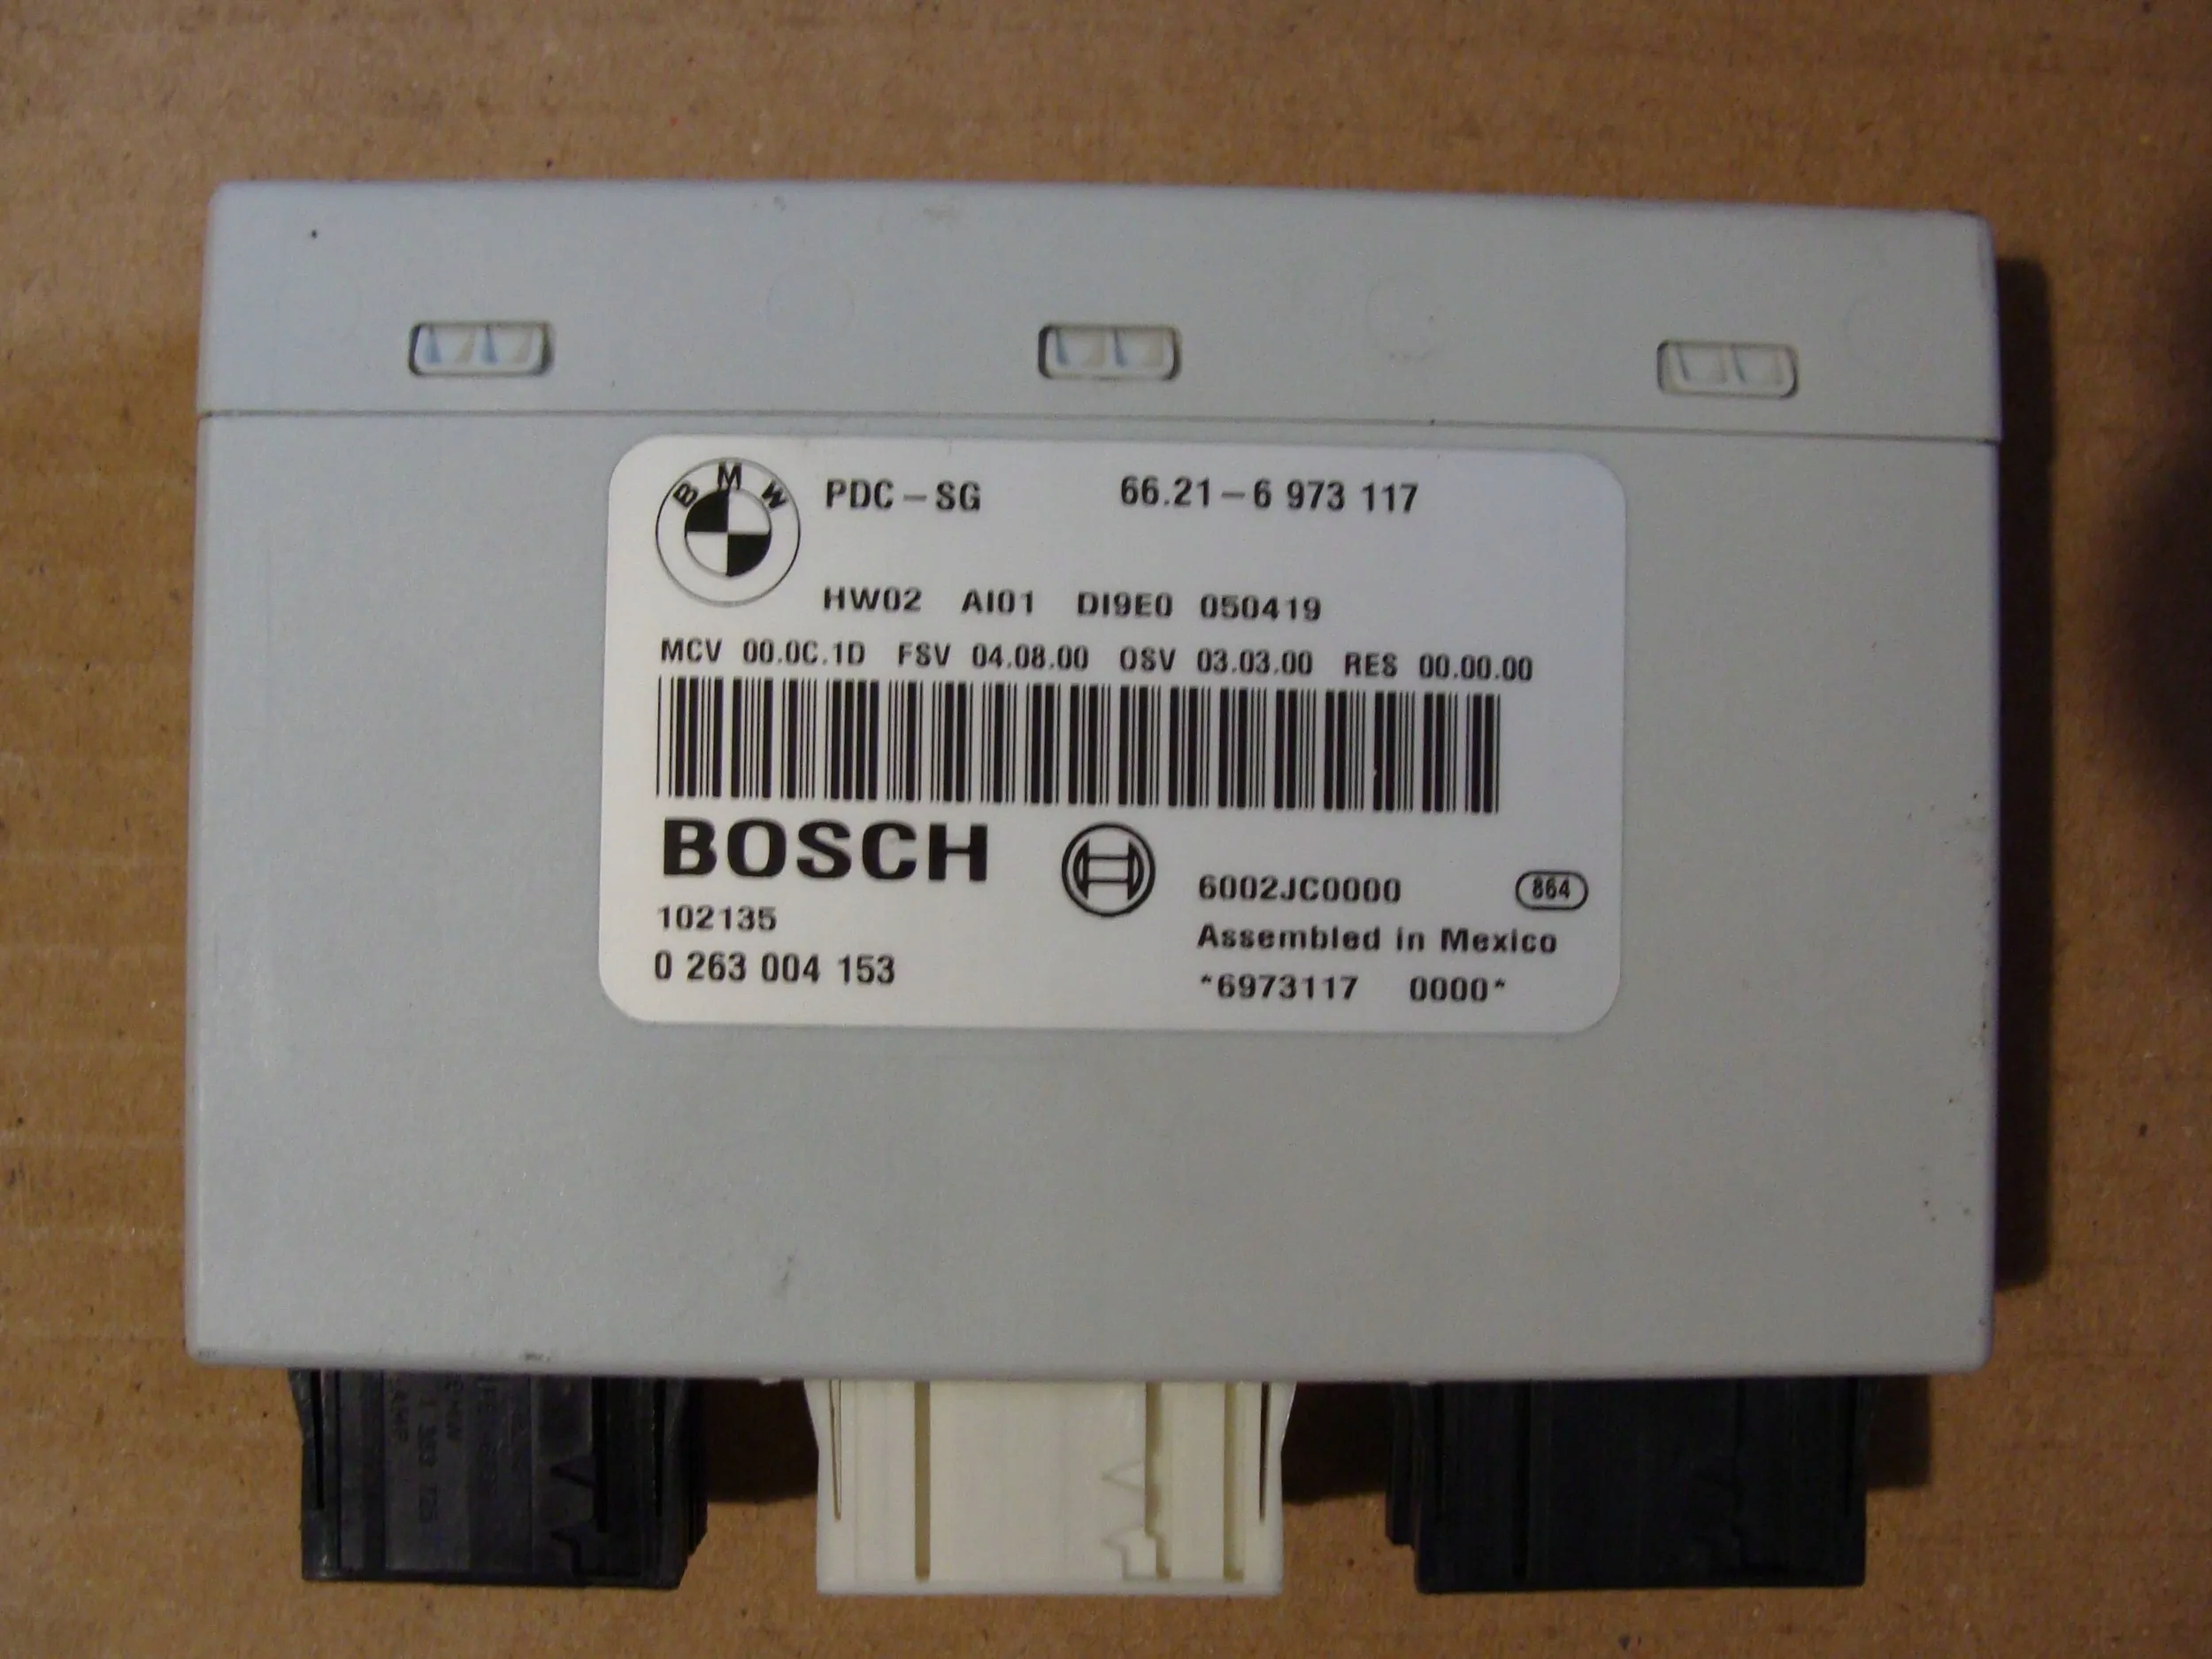 BMW
PDC-SG 66.21-6 973 117
HW02 AI01 DI9E0 050419
MCV 00.0C.1D FSV 04.08.00 OSV 03.03.00 RES 00.00.00
BOSCH
6002JC0000 864
102135
Assembled in Mexico
0 263 004 153
*6973117 0000*